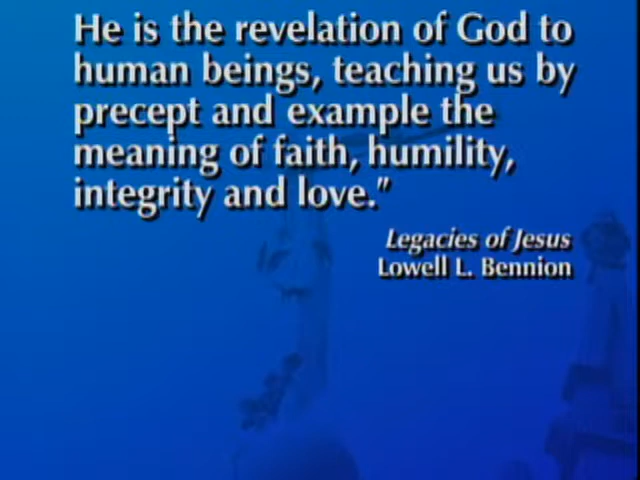 He is the revelation of God to
human beings, teaching us by
precept and example the
meaning of faith, humility,
integrity and love."
Legacies of Jesus
Lowell L. Bennion